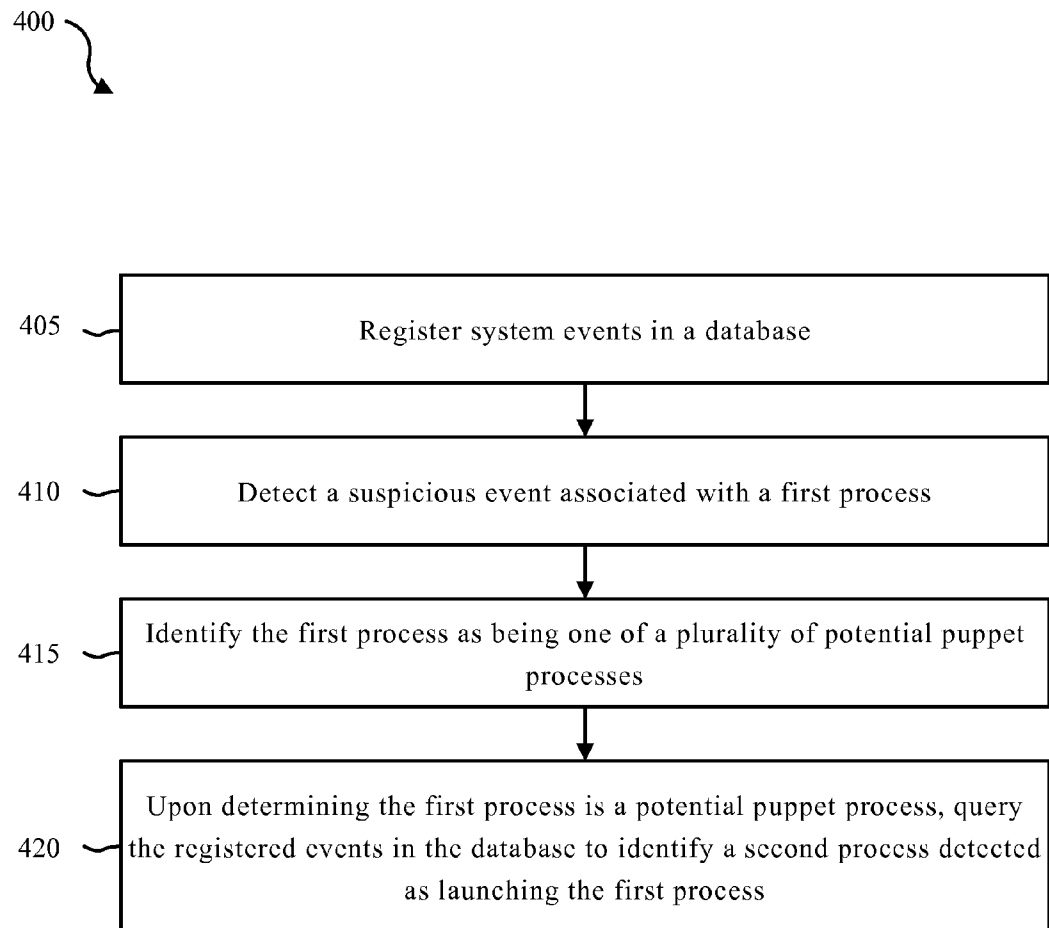 400
405
Register system events in a database
410
Detect a suspicious event associated with a first process
415
Identify the first process as being one of a plurality of potential puppet
processes
420
Upon determining the first process is a potential puppet process, query
the registered events in the database to identify a second process detected
as launching the first process